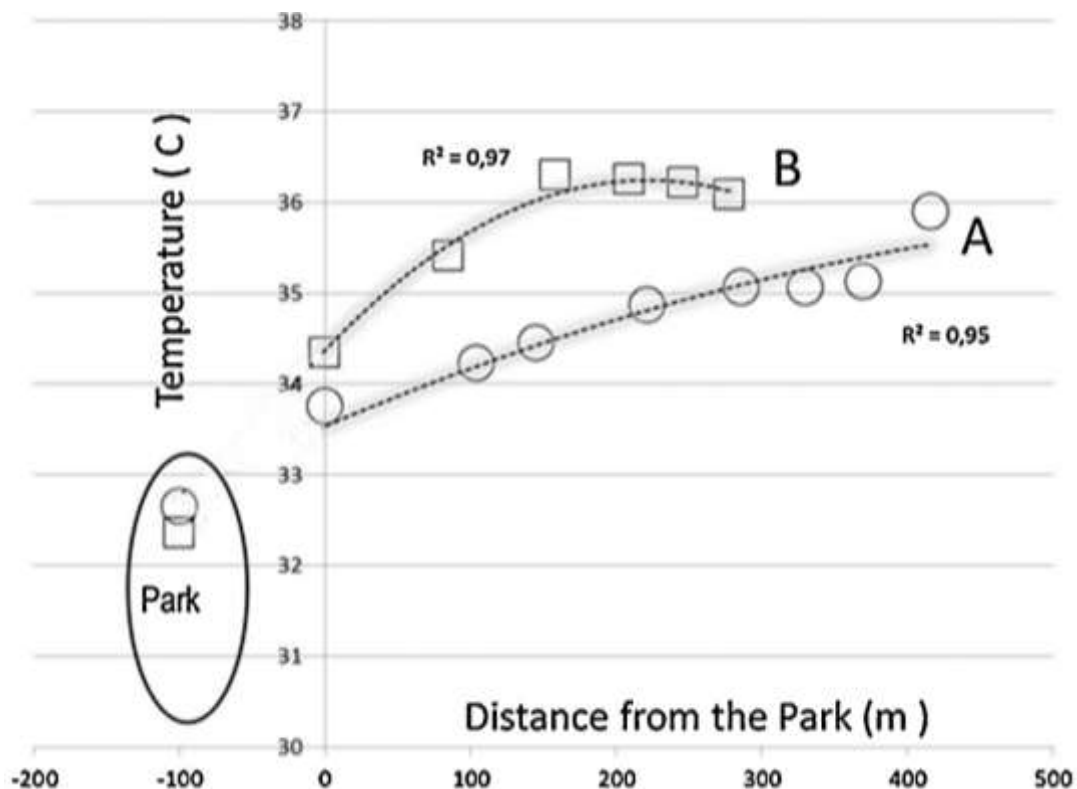 38
37
36
35
34
33
32
31
30
Temperature ( C )
R² = 0,97
B
A
R² = 0,95
Park
Distance from the Park (m )
-200 -100 0 100 200 300 400 500